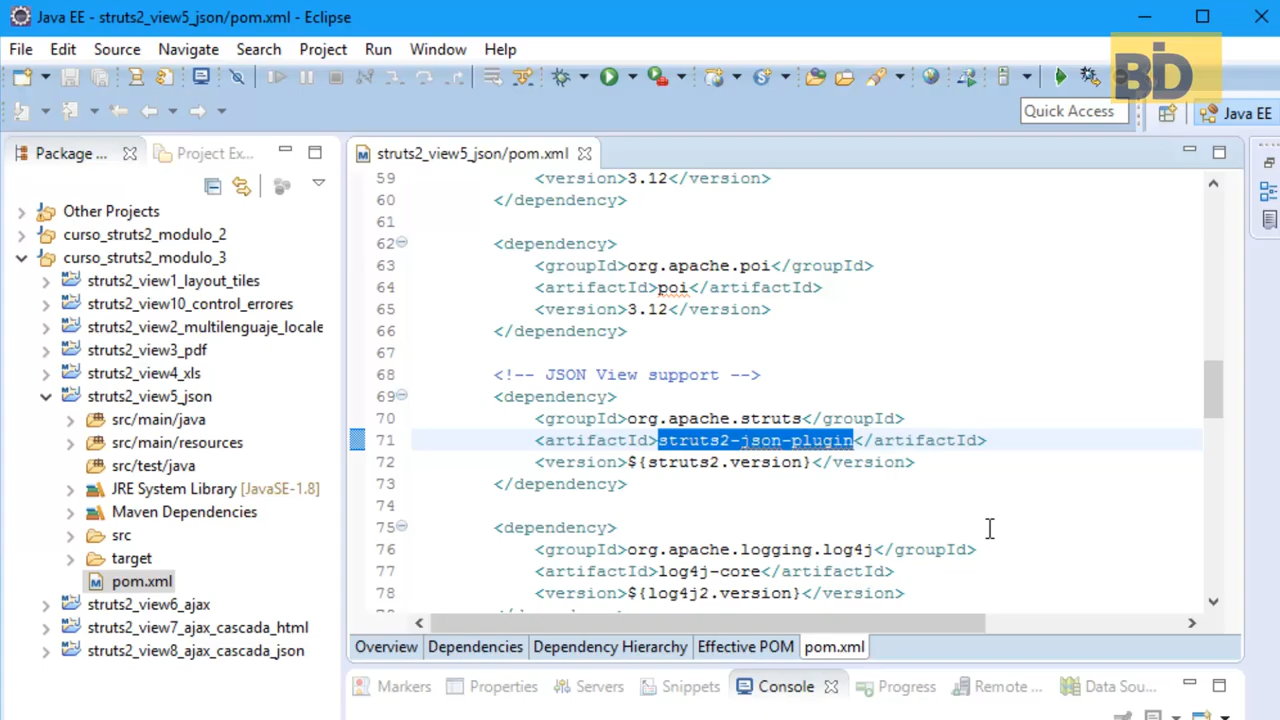 Java EE - struts2_view5_json/pom.xml - Eclipse
File Edit Source Navigate Search Project Run Window Help
BD
Quick Access
Java EE
Package ...
Project Ex...
struts2_view5_json/pom.xml
Other Projects
curso_struts2_modulo_2
curso_struts2_modulo_3
struts2_view1_layout_tiles
struts2_view10_control_errores
struts2_view2_multilenguaje_locale
struts2_view3_pdf
struts2_view4_xls
struts2_view5_json
src/main/java
src/main/resources
src/test/java
JRE System Library [JavaSE-1.8]
Maven Dependencies
src
target
pom.xml
struts2_view6_ajax
struts2_view7_ajax_cascada_html
struts2_view8_ajax_cascada_json
59 <version>3.12</version>
60 </dependency>
61
62 <dependency>
63 <groupId>org.apache.poi</groupId>
64 <artifactId>poi</artifactId>
65 <version>3.12</version>
66 </dependency>
67
68 <!-- JSON View support -->
69 <dependency>
70 <groupId>org.apache.struts</groupId>
71 <artifactId>struts2-json-plugin</artifactId>
72 <version>${struts2.version}</version>
73 </dependency>
74
75 <dependency>
76 <groupId>org.apache.logging.log4j</groupId>
77 <artifactId>log4j-core</artifactId>
78 <version>${log4j2.version}</version>
Overview Dependencies Dependency Hierarchy Effective POM pom.xml
Markers Properties Servers Snippets Console Progress Remote ... Data Sou...